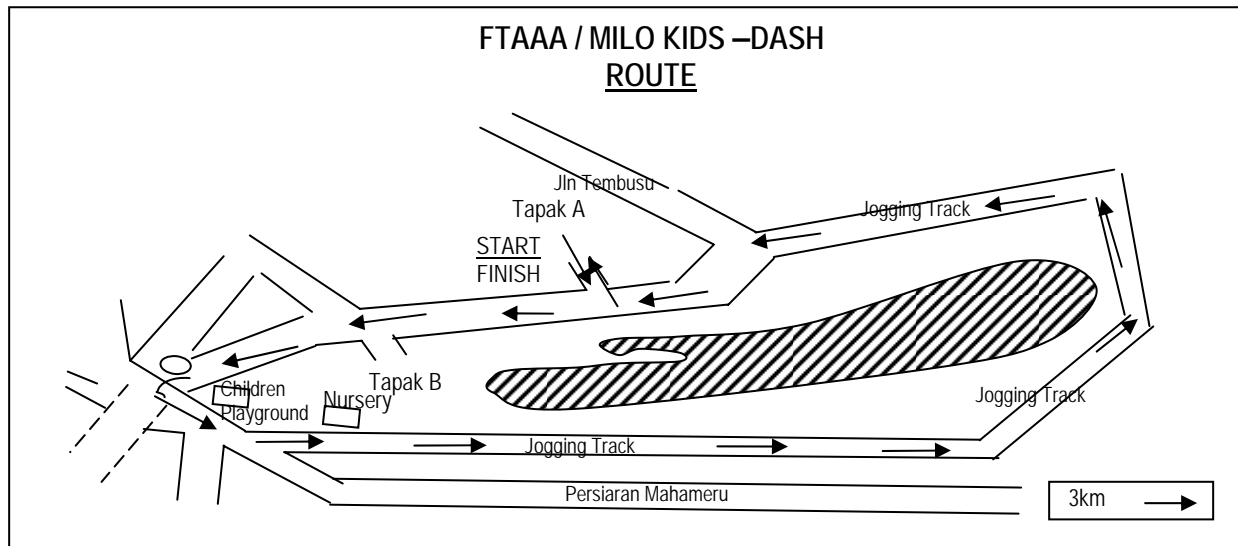 FTAAA / MILO KIDS –DASH
ROUTE
Jln Tembusu
Tapak A
Jogging Track
START
FINISH
Tapak B
Children
Playground
Nursery
Jogging Track
Jogging Track
Persiaran Mahameru
3km